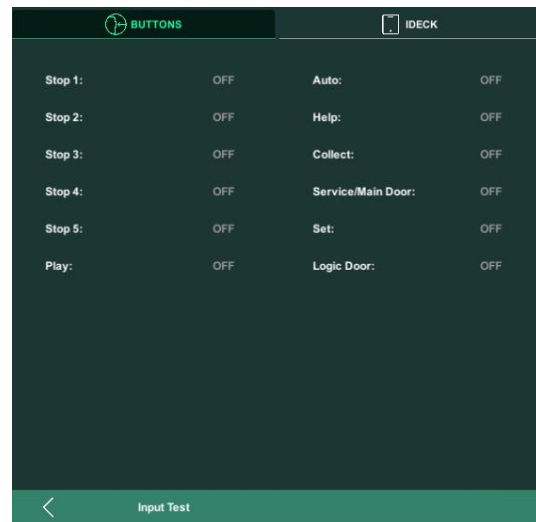 BUTTONS IDECK
Stop 1: OFF Auto: OFF
Stop 2: OFF Help: OFF
Stop 3: OFF Collect: OFF
Stop 4: OFF Service/Main Door: OFF
Stop 5: OFF Set: OFF
Play: OFF Logic Door: OFF
Input Test